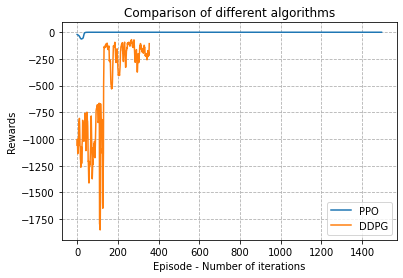 Comparison of different algorithms
0
−250
−500
−750
−1000
−1250
−1500
−1750
Rewards
0 200 400 600 800 1000 1200 1400
Episode - Number of iterations
PPO
DDPG